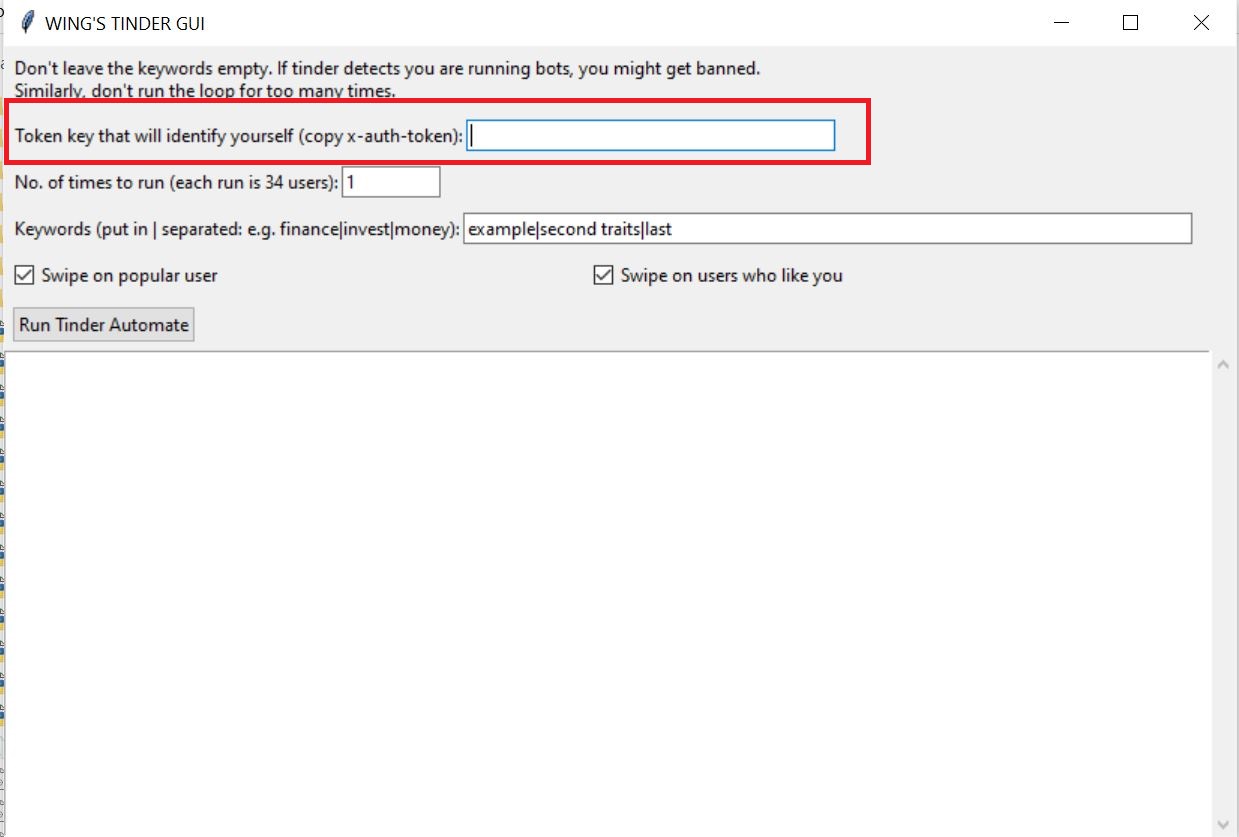 WING'S TINDER GUI
Don't leave the keywords empty. If tinder detects you are running bots, you might get banned.
Similarly, don't run the loop for too many times.
Token key that will identify yourself (copy x-auth-token):
No. of times to run (each run is 34 users): 1
Keywords (put in | separated: e.g. finance|invest|money): example|second traits|last
Swipe on popular user Swipe on users who like you
Run Tinder Automate